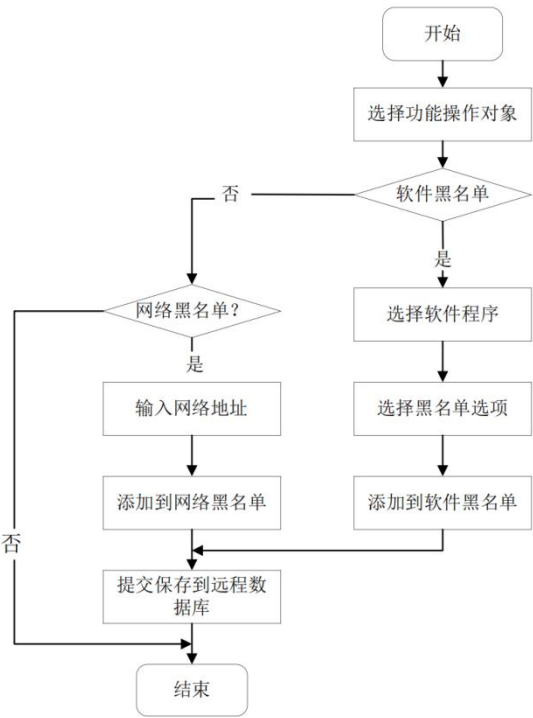 开始
选择功能操作对象
软件黑名单
否
是
网络黑名单?
选择软件程序
是
输入网络地址
选择黑名单选项
添加到网络黑名单
添加到软件黑名单
否
提交保存到远程数
据库
结束